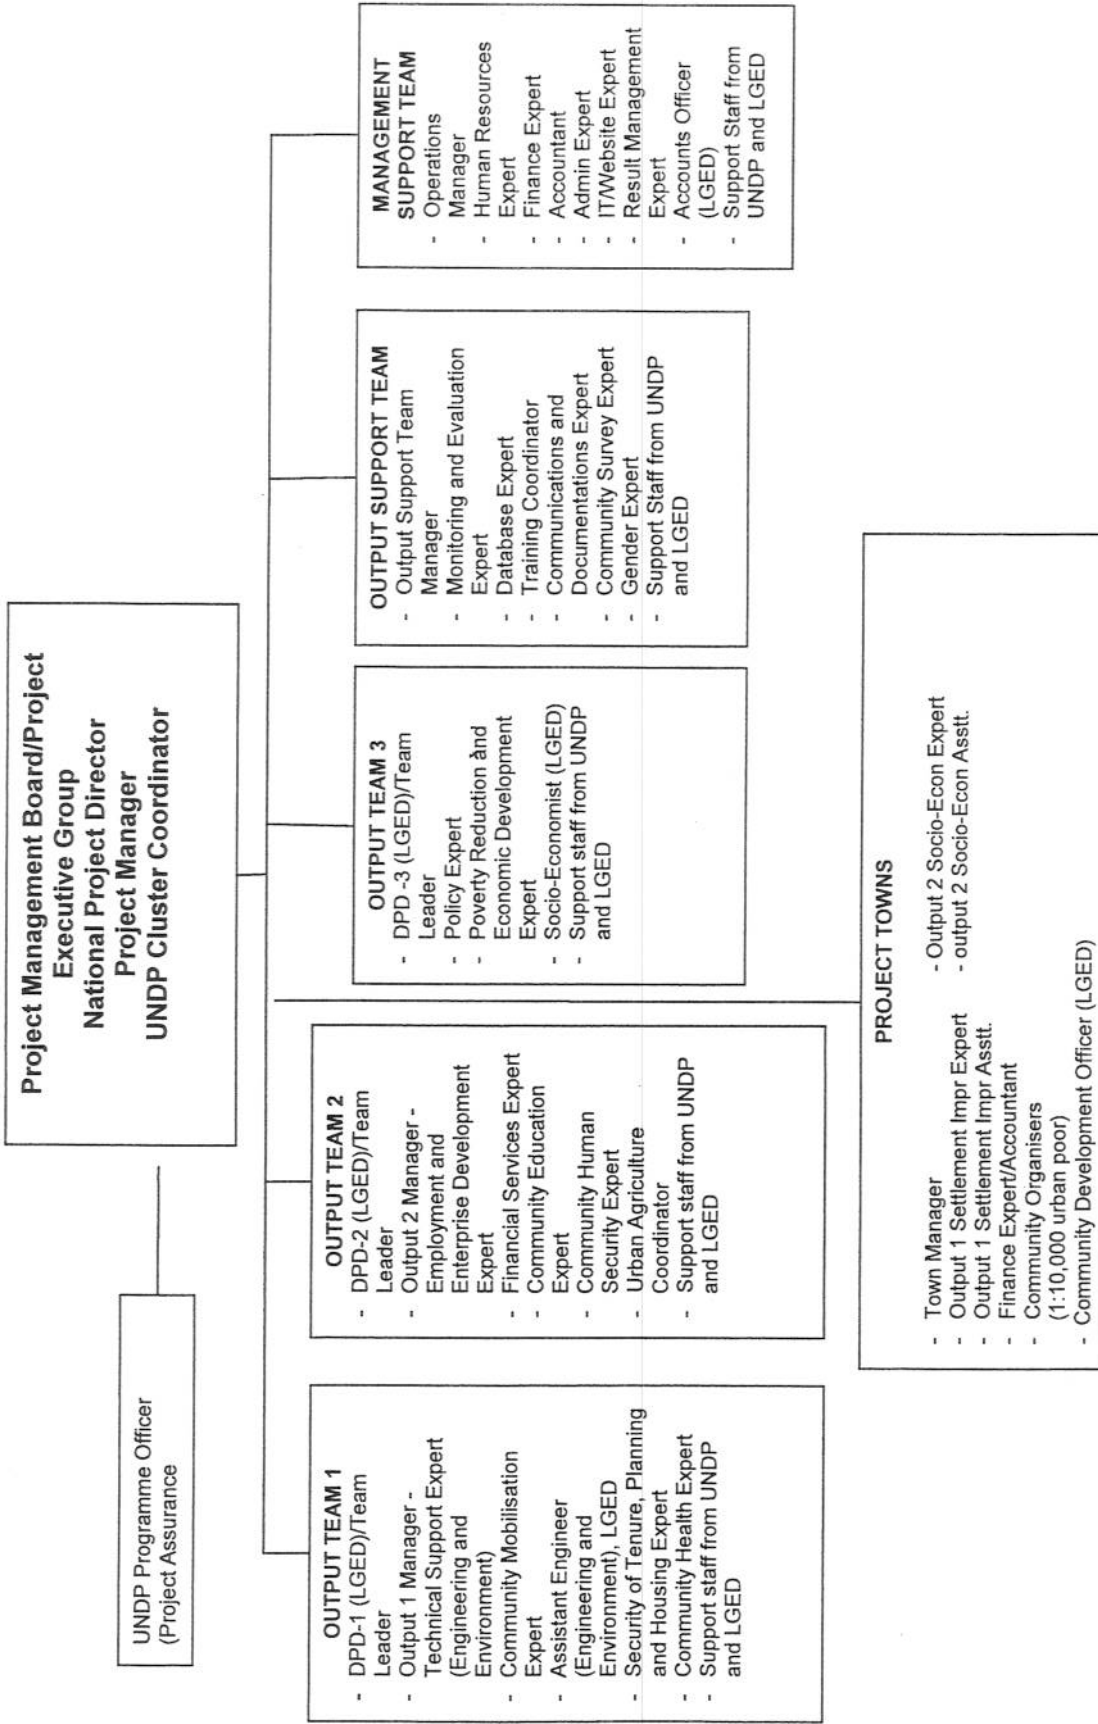 Project Management Board/Project
Executive Group
National Project Director
Project Manager
UNDP Cluster Coordinator
UNDP Programme Officer
(Project Assurance
OUTPUT TEAM 1
- DPD-1 (LGED)/Team
Leader
- Output 1 Manager -
Technical Support Expert
(Engineering and
Environment)
- Community Mobilisation
Expert
- Assistant Engineer
(Engineering and
Environment), LGED
- Security of Tenure, Planning
and Housing Expert
- Community Health Expert
- Support staff from UNDP
and LGED
OUTPUT TEAM 2
- DPD-2 (LGED)/Team
Leader
- Output 2 Manager -
Employment and
Enterprise Development
Expert
- Financial Services Expert
- Community Education
Expert
- Community Human
Security Expert
- Urban Agriculture
Coordinator
- Support staff from UNDP
and LGED
OUTPUT TEAM 3
- DPD -3 (LGED)/Team
Leader
- Policy Expert
- Poverty Reduction and
Economic Development
Expert
- Socio-Economist (LGED)
- Support staff from UNDP
and LGED
OUTPUT SUPPORT TEAM
- Output Support Team
Manager
- Monitoring and Evaluation
Expert
- Database Expert
- Training Coordinator
- Communications and
Documentations Expert
- Community Survey Expert
- Gender Expert
- Support Staff from UNDP
and LGED
MANAGEMENT
SUPPORT TEAM
- Operations
Manager
- Human Resources
Expert
- Finance Expert
- Accountant
- Admin Expert
- IT/Website Expert
- Result Management
Expert
- Accounts Officer
(LGED)
- Support Staff from
UNDP and LGED
PROJECT TOWNS
- Town Manager
- Output 1 Settlement Impr Expert
- Output 1 Settlement Impr Asstt.
- Finance Expert/Accountant
- Community Organisers
(1:10,000 urban poor)
- Community Development Officer (LGED)
- Output 2 Socio-Econ Expert
- output 2 Socio-Econ Asstt.